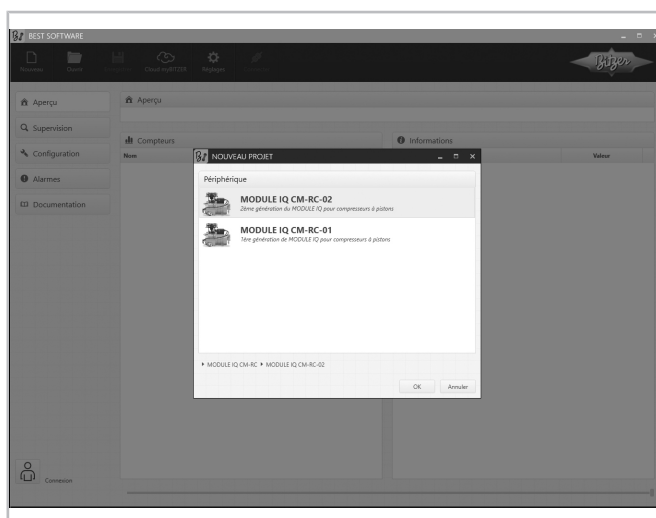 BEST SOFTWARE
Nouveau
Ouvrir
Cloud myBITZER
Réglages
Bitzer
Aperçu
Supervision
Configuration
Alarmes
Documentation
Aperçu
Compteurs
Nom
Informations
Valeur
NOUVEAU PROJET
Périphérique
MODULE IQ CM-RC-02
2ème génération du MODULE IQ pour compresseurs à pistons
MODULE IQ CM-RC-01
1ère génération de MODULE IQ pour compresseurs à pistons
MODULE IQ CM-RC MODULE IQ CM-RC-02
OK
Annuler
Connexion